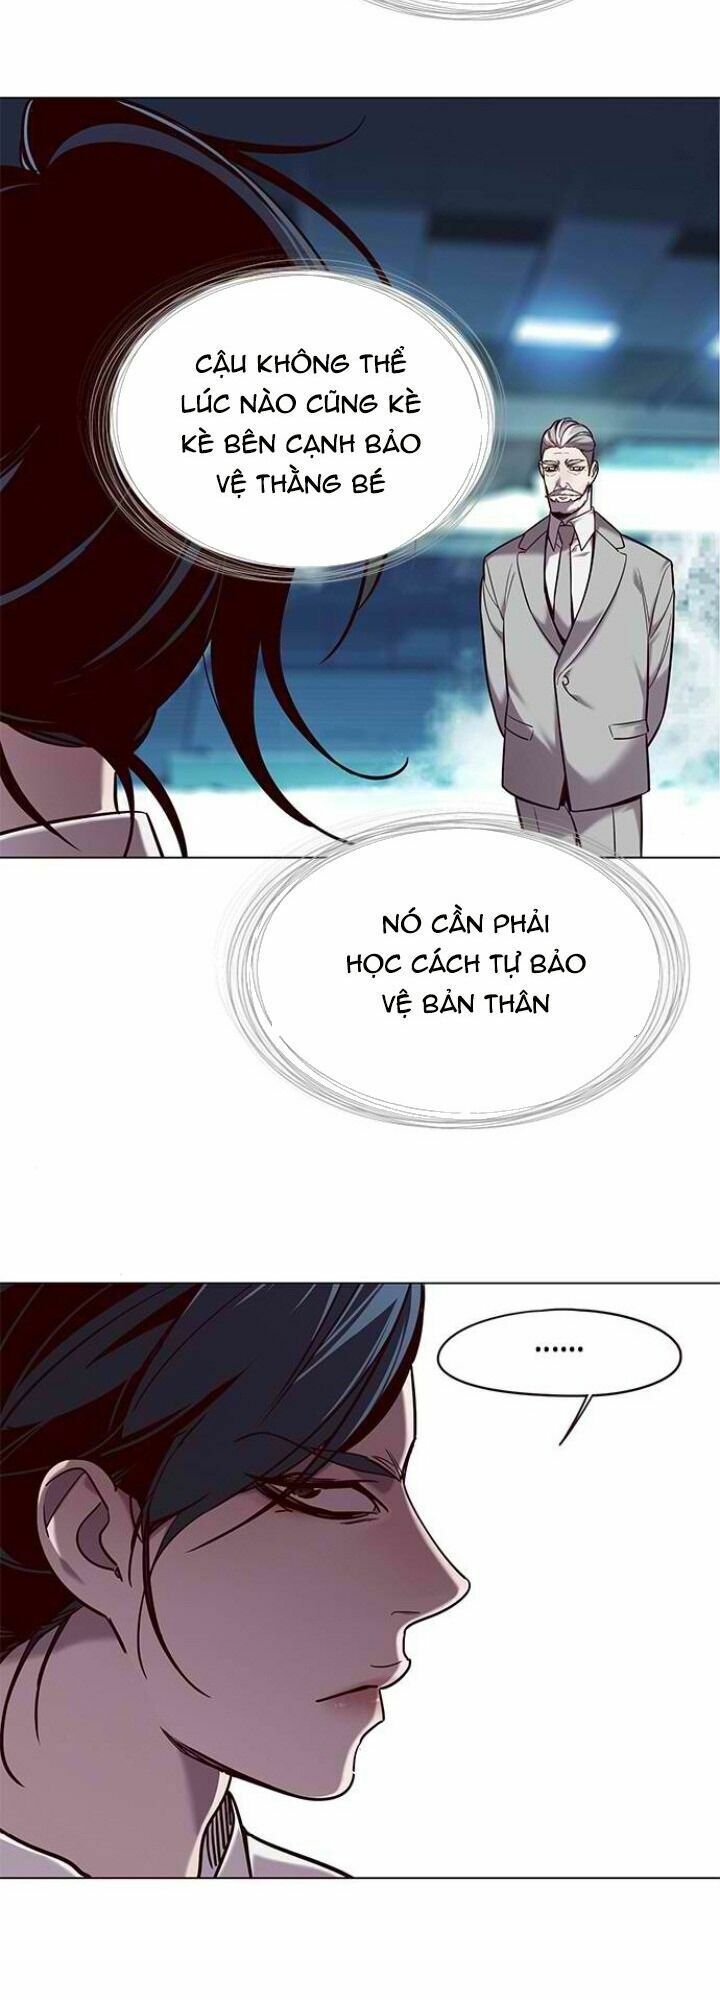 CẬU KHÔNG THỂ
LÚC NÀO CŨNG KÈ
KÈ BÊN CẠNH BẢO
VỆ THẰNG BÉ
NÓ CẦN PHẢI
HỌC CÁCH TỰ BẢO
VỆ BẢN THÂN
......